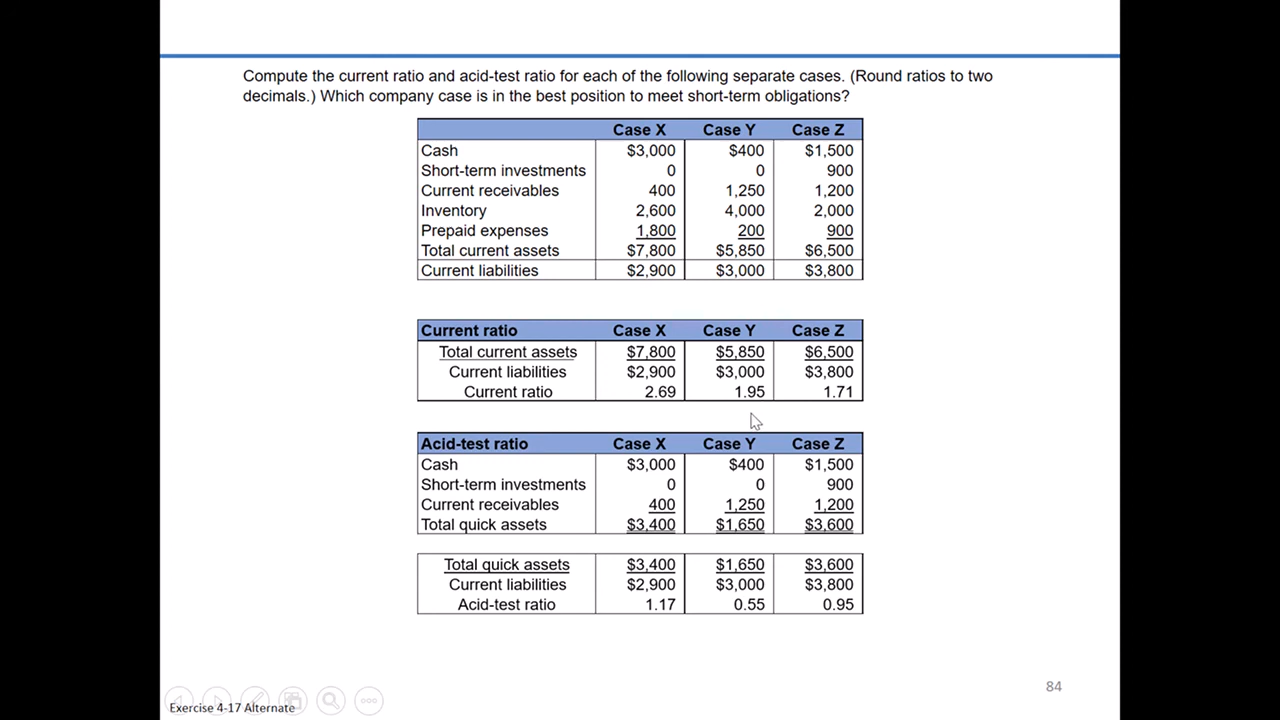 Compute the current ratio and acid-test ratio for each of the following separate cases. (Round ratios to two
decimals.) Which company case is in the best position to meet short-term obligations?
Case X Case Y Case Z
Cash $3,000 $400 $1,500
Short-term investments 0 0 900
Current receivables 400 1,250 1,200
Inventory 2,600 4,000 2,000
Prepaid expenses 1,800 200 900
Total current assets $7,800 $5,850 $6,500
Current liabilities $2,900 $3,000 $3,800
Current ratio Case X Case Y Case Z
Total current assets $7,800 $5,850 $6,500
Current liabilities $2,900 $3,000 $3,800
Current ratio 2.69 1.95 1.71
Acid-test ratio Case X Case Y Case Z
Cash $3,000 $400 $1,500
Short-term investments 0 0 900
Current receivables 400 1,250 1,200
Total quick assets $3,400 $1,650 $3,600
Total quick assets $3,400 $1,650 $3,600
Current liabilities $2,900 $3,000 $3,800
Acid-test ratio 1.17 0.55 0.95
84
Exercise 4-17 Alternate